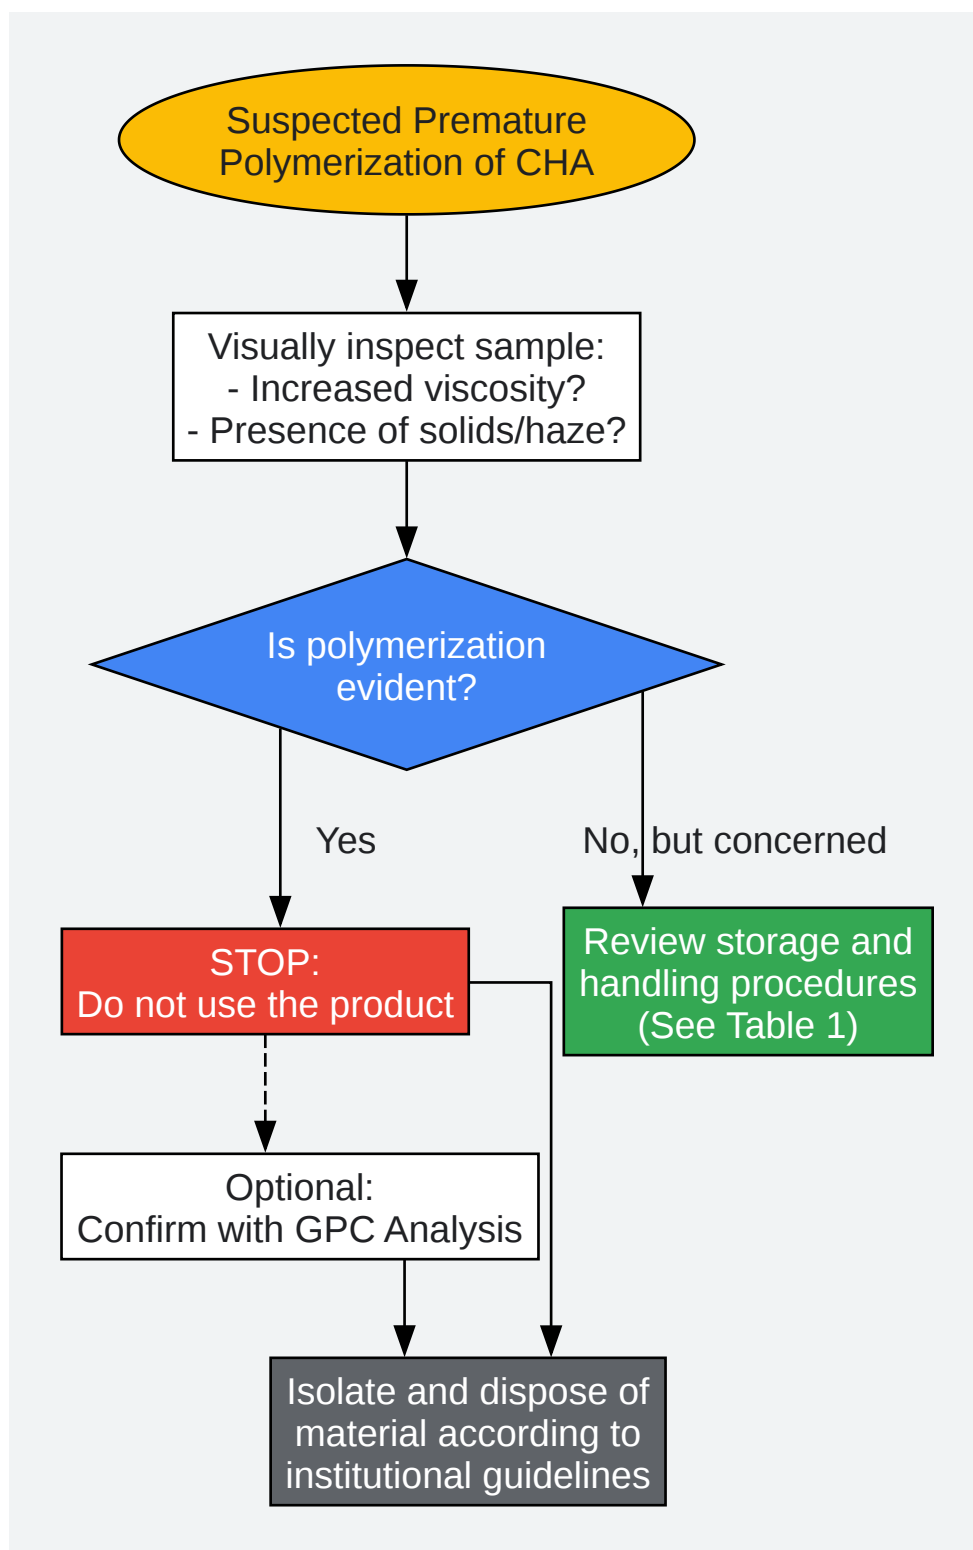 Suspected Premature
Polymerization of CHA
Visually inspect sample:
- Increased viscosity?
- Presence of solids/haze?
Is polymerization
evident?
Yes
No, but concerned
STOP:
Do not use the product
Review storage and
handling procedures
(See Table 1)
Optional:
Confirm with GPC Analysis
Isolate and dispose of
material according to
institutional guidelines